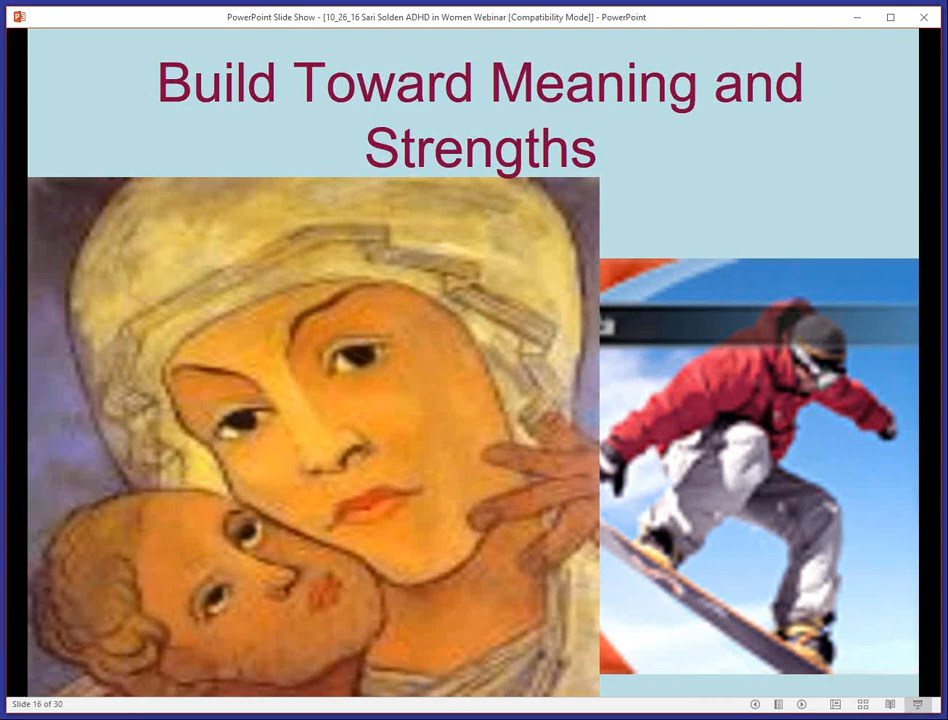 PowerPoint Slide Show - [10_26_16 Sari Solden ADHD in Women Webinar [Compatibility Mode]] - PowerPoint
Build Toward Meaning and
Strengths
Slide 16 of 30